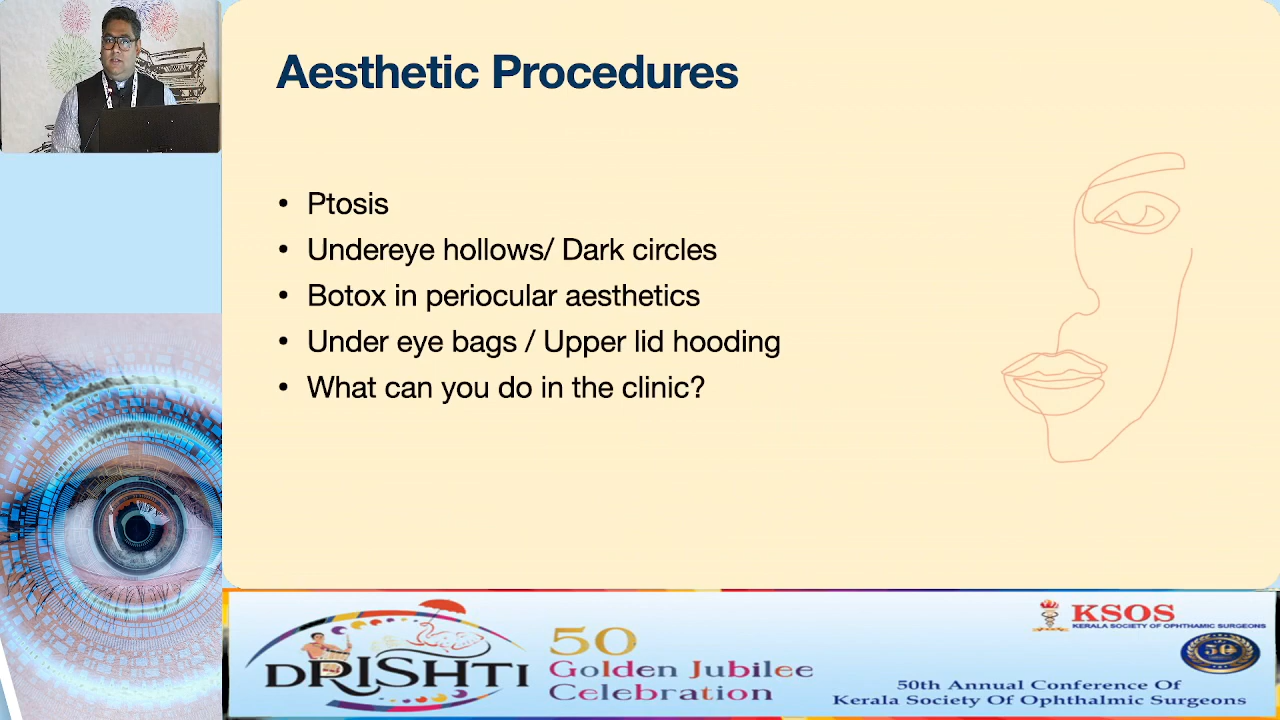 Aesthetic Procedures
• Ptosis
• Undereye hollows/ Dark circles
• Botox in periocular aesthetics
• Under eye bags / Upper lid hooding
• What can you do in the clinic?
DRISHTI
50
Golden Jubilee
Celebration
KSOS
KERALA SOCIETY OF OPHTHAMIC SURGEONS
50
50th Annual Conference Of
Kerala Society Of Ophthalmic Surgeons